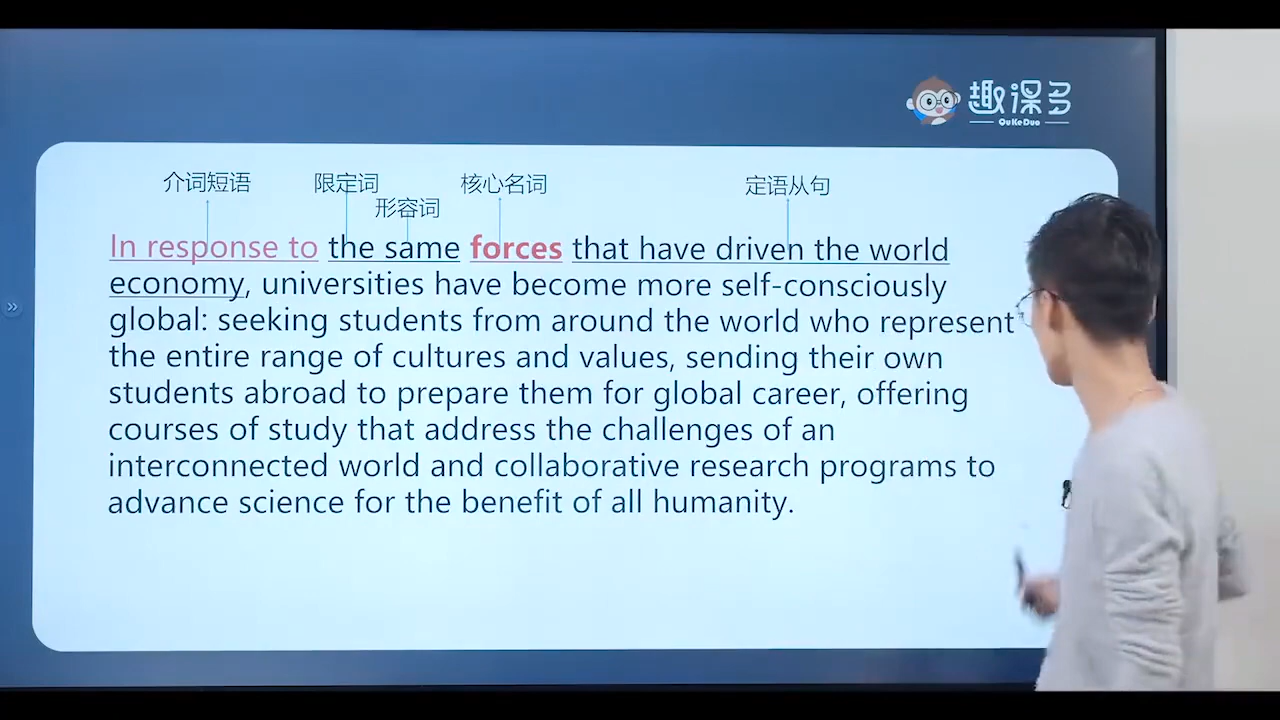 趣课多
QuKeDuo
介词短语 限定词 核心名词 定语从句
形容词
In response to the same forces that have driven the world
economy, universities have become more self-consciously
global: seeking students from around the world who represent
the entire range of cultures and values, sending their own
students abroad to prepare them for global career, offering
courses of study that address the challenges of an
interconnected world and collaborative research programs to
advance science for the benefit of all humanity.